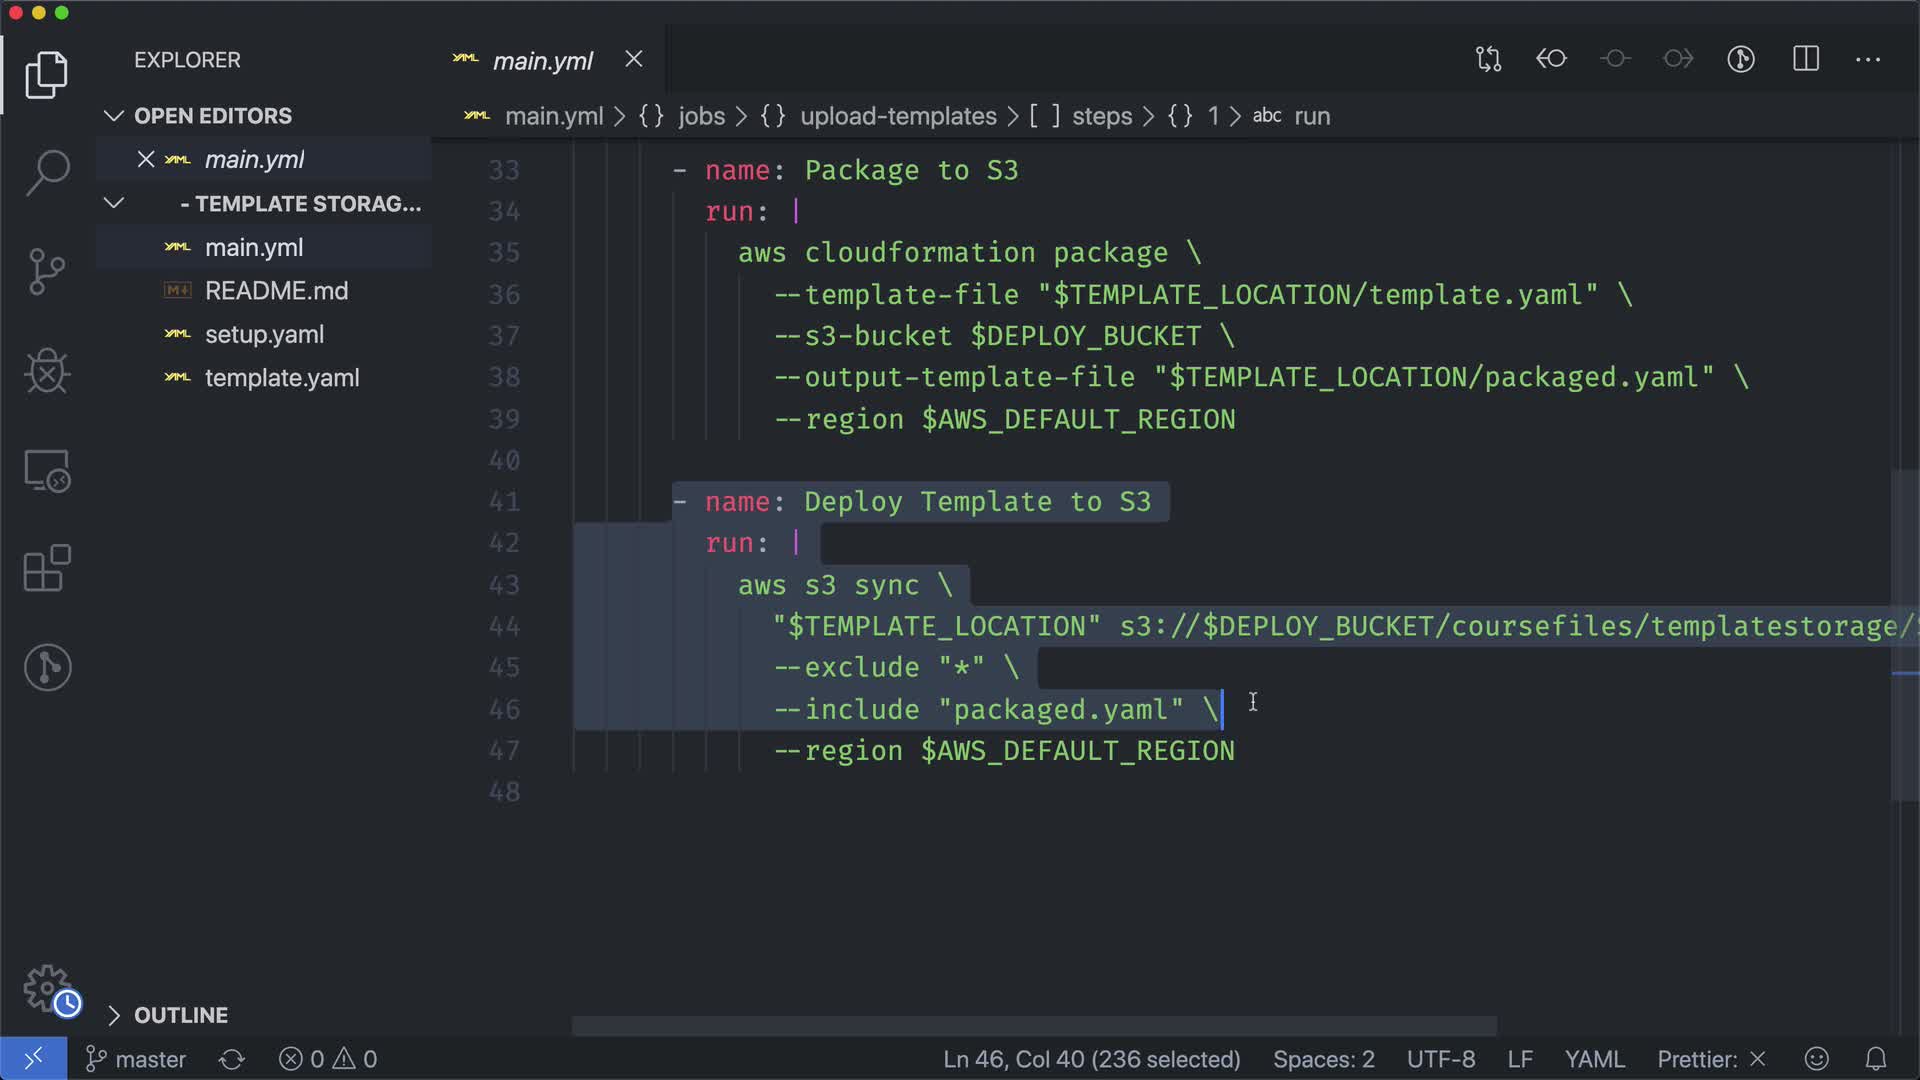 EXPLORER
OPEN EDITORS
main.yml
- TEMPLATE STORAG...
main.yml
README.md
setup.yaml
template.yaml
OUTLINE
main.yml
main.yml > {} jobs > {} upload-templates > [ ] steps > {} 1 > abc run
33 - name: Package to S3
34 run: |
35 aws cloudformation package \
36 --template-file "$TEMPLATE_LOCATION/template.yaml" \
37 --s3-bucket $DEPLOY_BUCKET \
38 --output-template-file "$TEMPLATE_LOCATION/packaged.yaml" \
39 --region $AWS_DEFAULT_REGION
40
41 - name: Deploy Template to S3
42 run: |
43 aws s3 sync \
44 "$TEMPLATE_LOCATION" s3://$DEPLOY_BUCKET/coursefiles/templatestorage/
45 --exclude "*" \
46 --include "packaged.yaml" \
47 --region $AWS_DEFAULT_REGION
48
master 0 0 Ln 46, Col 40 (236 selected) Spaces: 2 UTF-8 LF YAML Prettier: ×